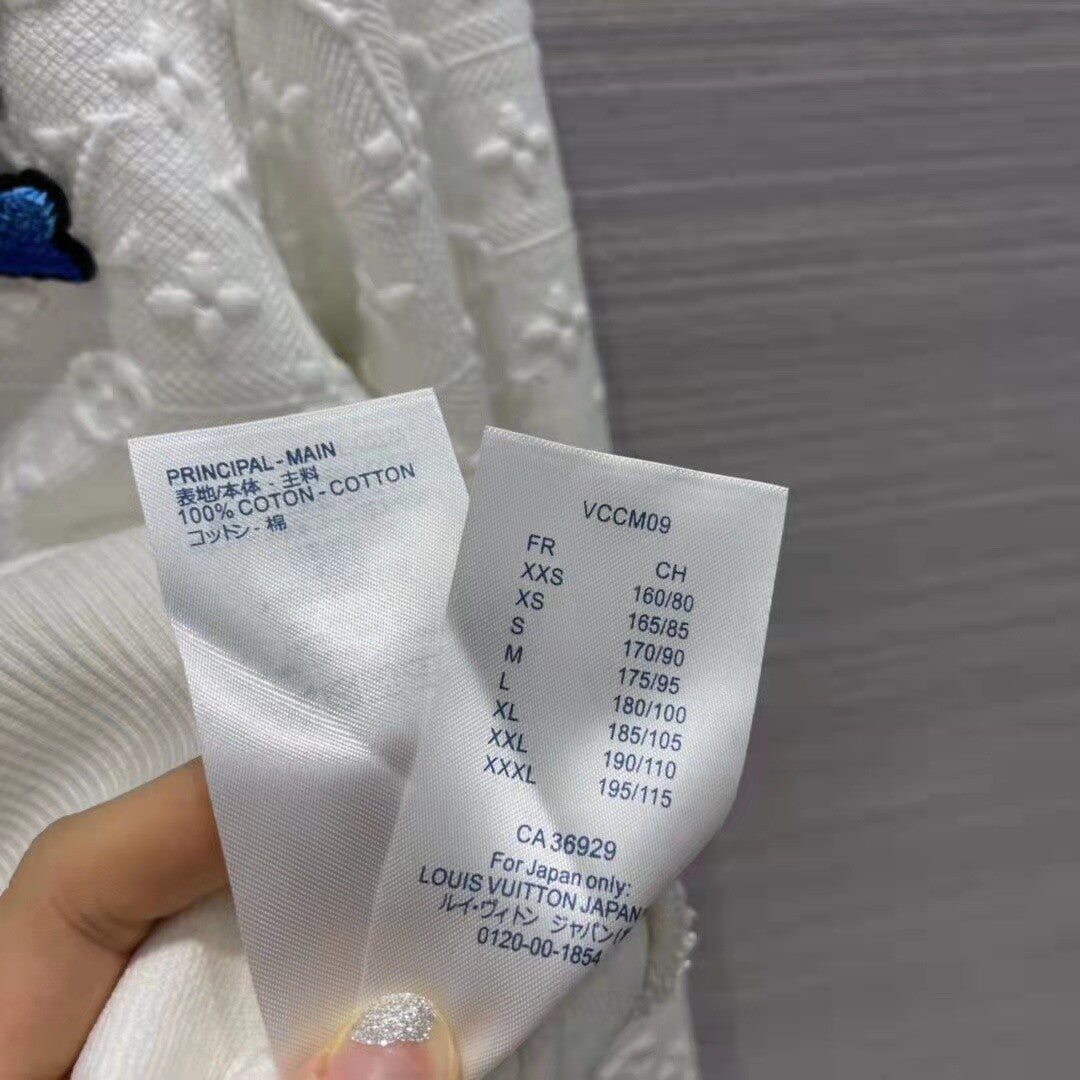 PRINCIPAL - MAIN
表地/本体、主料
100% COTON - COTTON
コットン - 棉
VCCM09
FR CH
XXS 160/80
XS 165/85
S 170/90
M 175/95
L 180/100
XL 185/105
XXL 190/110
XXXL 195/115
CA 36929
For Japan only:
LOUIS VUITTON JAPAN
ルイ・ヴィトン ジャパン
0120-00-1854